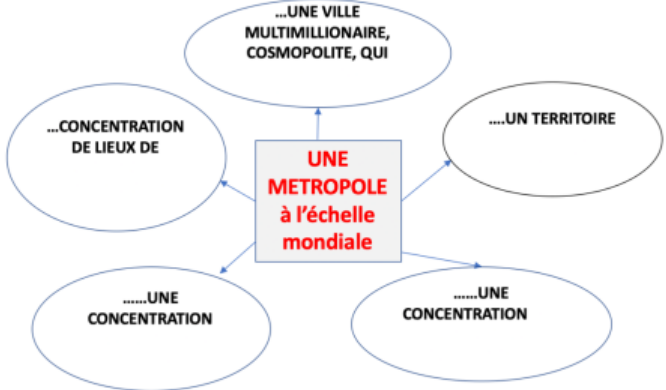 ...UNE VILLE
MULTIMILLIONAIRE,
COSMOPOLITE, QUI
...CONCENTRATION
DE LIEUX DE
....UN TERRITOIRE
UNE
METROPOLE
à l'échelle
mondiale
......UNE
CONCENTRATION
......UNE
CONCENTRATION